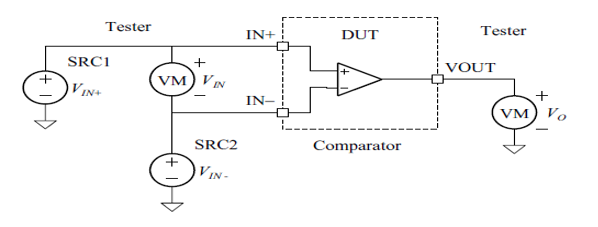 Tester
Tester
IN+
DUT
SRC1
VM
V_IN
VOUT
V_IN+
IN−
VM
V_O
SRC2
Comparator
V_IN-